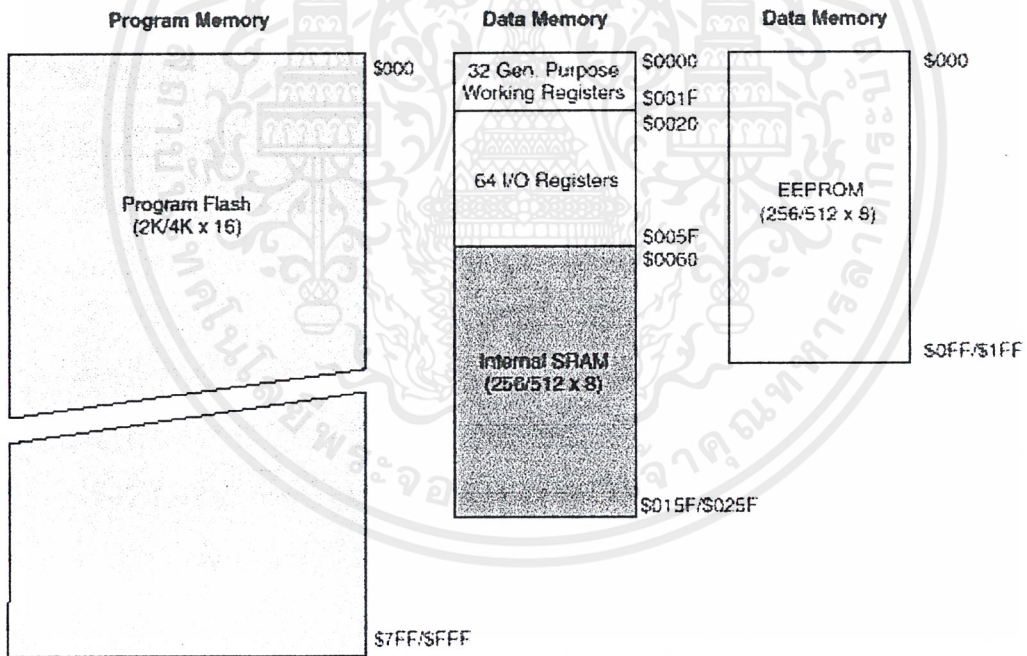 Program Memory
$000
Program Flash
(2K/4K x 16)
$7FF/$FFF
Data Memory
32 Gen. Purpose
Working Registers
$0000
$001F
$0020
64 I/O Registers
$005F
$0060
Internal SRAM
(256/512 x 8)
$015F/$025F
Data Memory
$000
EEPROM
(256/512 x 8)
$0FF/$1FF